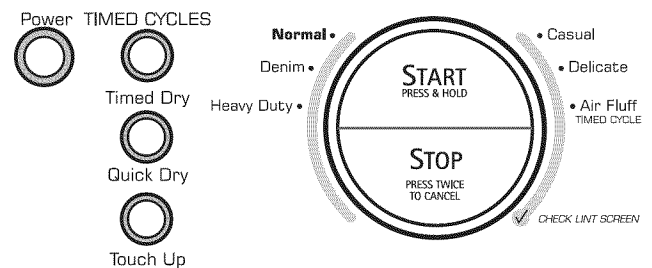 Power
TIMED CYCLES
Timed Dry
Quick Dry
Touch Up
Normal
Denim
Heavy Duty
START
PRESS & HOLD
STOP
PRESS TWICE
TO CANCEL
Casual
Delicate
Air Fluff
TIMED CYCLE
CHECK LINT SCREEN